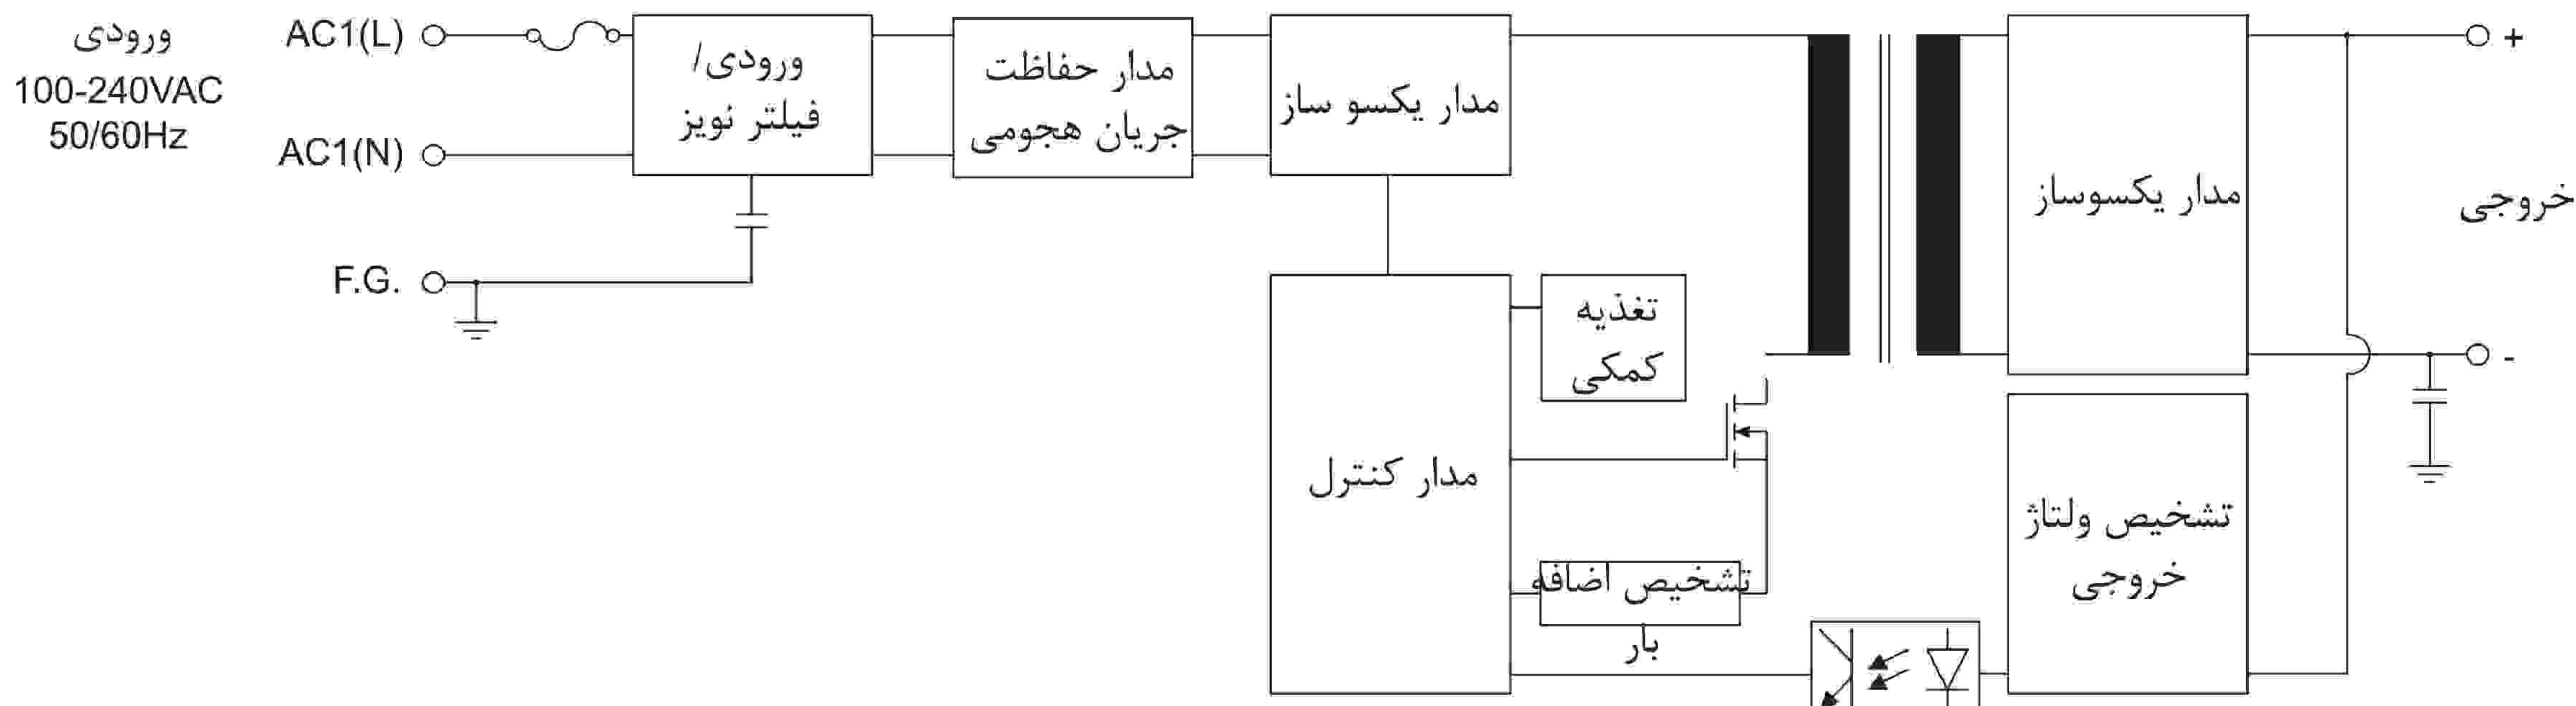 ورودی
100-240VAC
50/60Hz
AC1(L)
AC1(N)
F.G.
ورودی/
فیلتر نویز
مدار حفاظت
جریان هجومی
مدار یکسو ساز
مدار یکسوساز
+
خروجی
-
تغذیه
کمکی
مدار کنترل
تشخیص اضافه
بار
تشخیص ولتاژ
خروجی